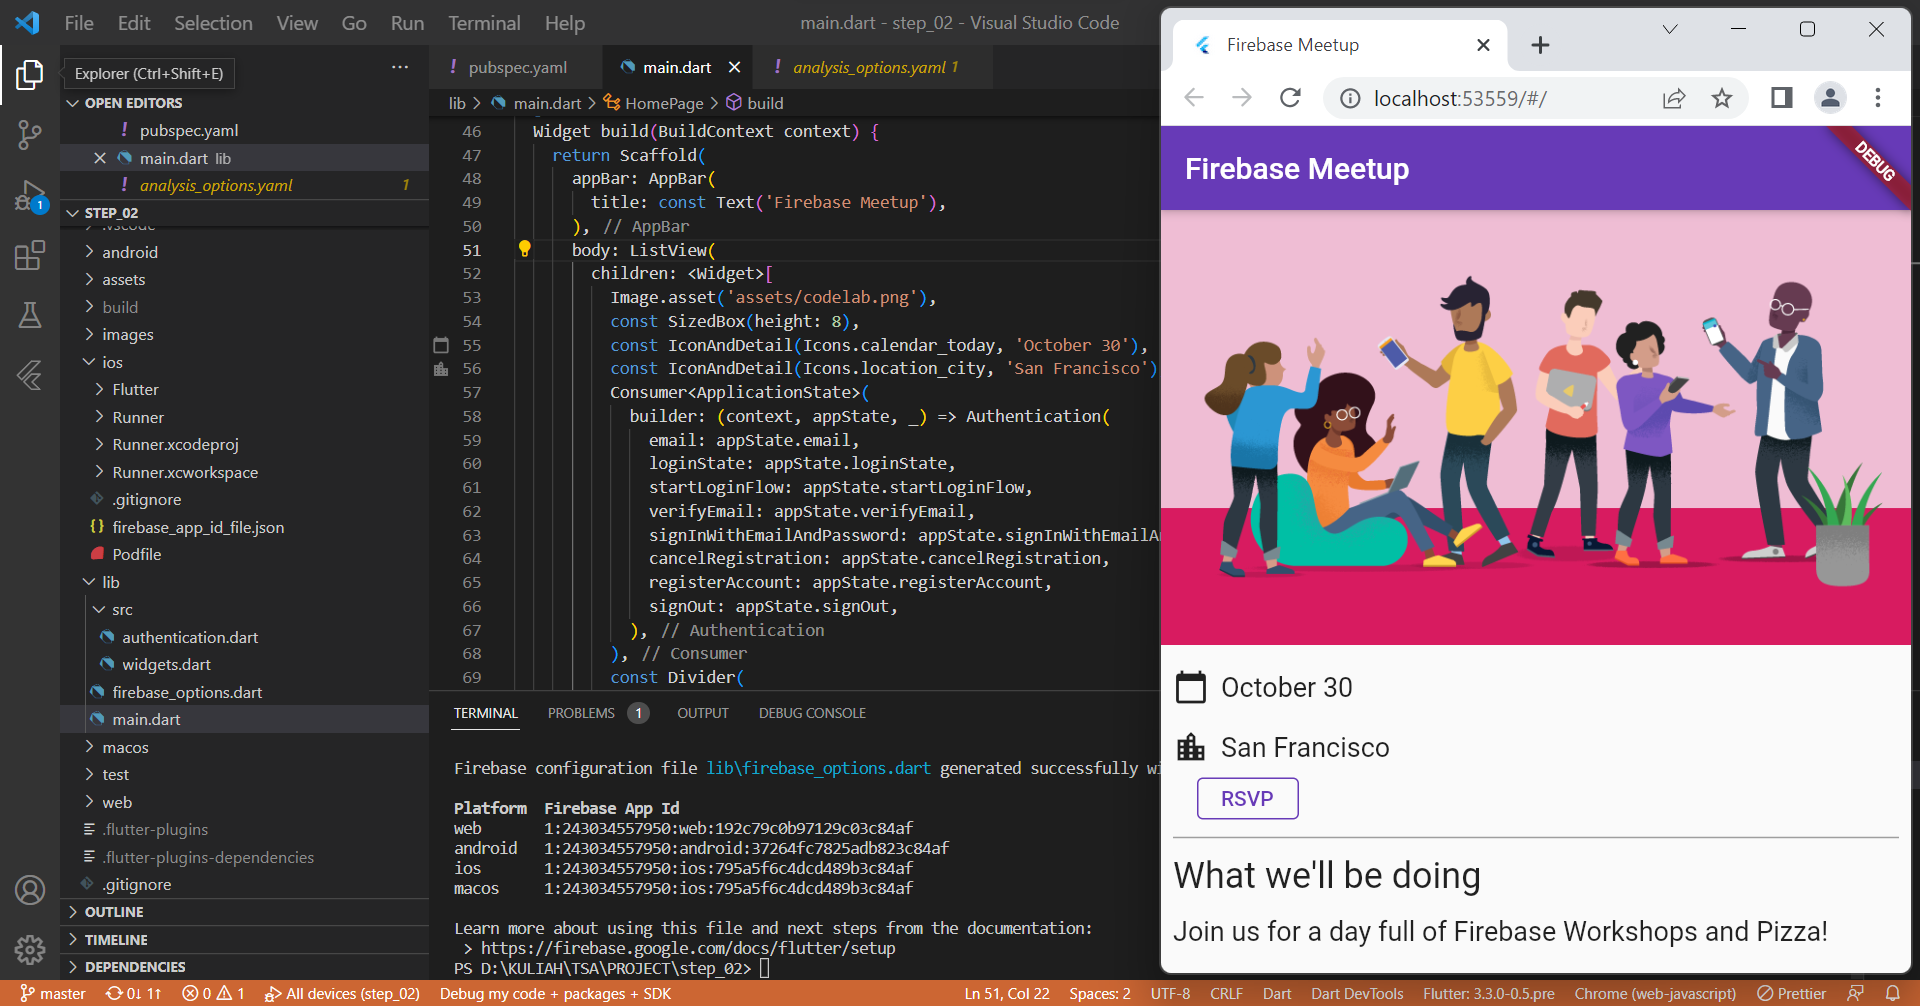 File Edit Selection View Go Run Terminal Help
main.dart - step_02 - Visual Studio Code
Explorer (Ctrl+Shift+E)
OPEN EDITORS
! pubspec.yaml
main.dart lib
! analysis_options.yaml 1
STEP_02
.vscode
android
assets
build
images
ios
Flutter
Runner
Runner.xcodeproj
Runner.xcworkspace
.gitignore
{} firebase_app_id_file.json
Podfile
lib
src
authentication.dart
widgets.dart
firebase_options.dart
main.dart
macos
test
web
.flutter-plugins
.flutter-plugins-dependencies
.gitignore
OUTLINE
TIMELINE
DEPENDENCIES
1
! pubspec.yaml main.dart ! analysis_options.yaml 1
lib > main.dart > HomePage > build
46 Widget build(BuildContext context) {
47 return Scaffold(
48 appBar: AppBar(
49 title: const Text('Firebase Meetup'),
50 ), // AppBar
51 body: ListView(
52 children: <Widget>[
53 Image.asset('assets/codelab.png'),
54 const SizedBox(height: 8),
55 const IconAndDetail(Icons.calendar_today, 'October 30'),
56 const IconAndDetail(Icons.location_city, 'San Francisco')
57 Consumer<ApplicationState>(
58 builder: (context, appState, _) => Authentication(
59 email: appState.email,
60 loginState: appState.loginState,
61 startLoginFlow: appState.startLoginFlow,
62 verifyEmail: appState.verifyEmail,
63 signInWithEmailAndPassword: appState.signInWithEmailA
64 cancelRegistration: appState.cancelRegistration,
65 registerAccount: appState.registerAccount,
66 signOut: appState.signOut,
67 ), // Authentication
68 ), // Consumer
69 const Divider(
TERMINAL PROBLEMS 1 OUTPUT DEBUG CONSOLE
Firebase configuration file lib\firebase_options.dart generated successfully wi
Platform Firebase App Id
web 1:243034557950:web:192c79c0b97129c03c84af
android 1:243034557950:android:37264fc7825adb823c84af
ios 1:243034557950:ios:795a5f6c4dcd489b3c84af
macos 1:243034557950:ios:795a5f6c4dcd489b3c84af
Learn more about using this file and next steps from the documentation:
> https://firebase.google.com/docs/flutter/setup
PS D:\KULIAH\TSA\PROJECT\step_02>
Firebase Meetup
localhost:53559/#/
Firebase Meetup
DEBUG
October 30
San Francisco
RSVP
What we'll be doing
Join us for a day full of Firebase Workshops and Pizza!
master 0↓ 1↑ 0 1 All devices (step_02) Debug my code + packages + SDK Ln 51, Col 22 Spaces: 2 UTF-8 CRLF Dart Dart DevTools Flutter: 3.3.0-0.5.pre Chrome (web-javascript) Prettier